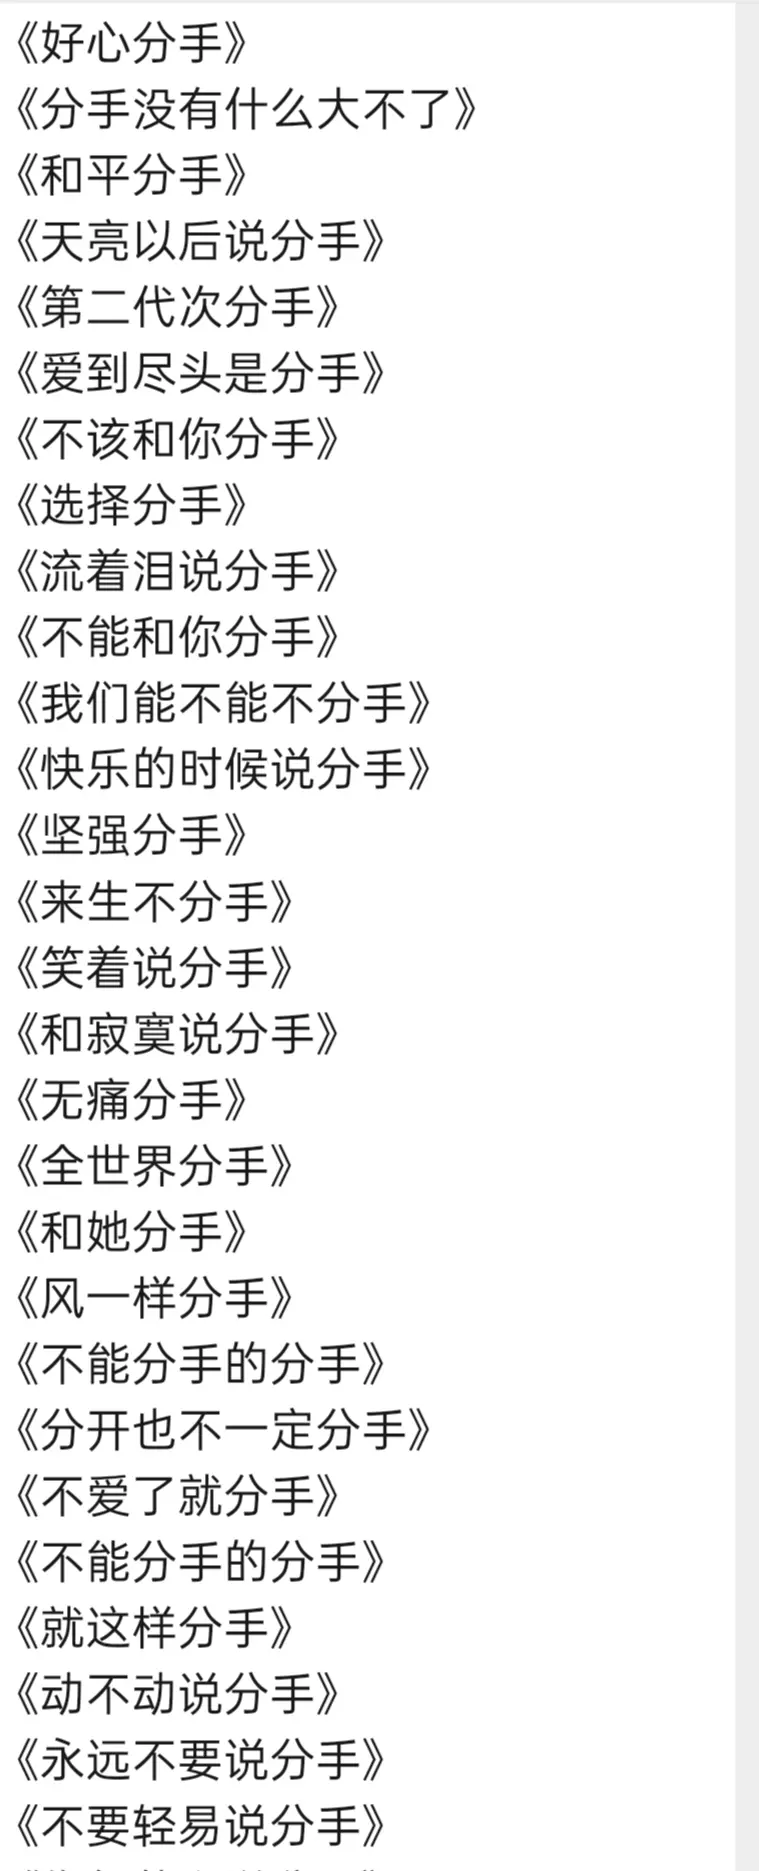 《好心分手》
《分手没有什么大不了》
《和平分手》
《天亮以后说分手》
《第二代次分手》
《爱到尽头是分手》
《不该和你分手》
《选择分手》
《流着泪说分手》
《不能和你分手》
《我们能不能不分手》
《快乐的时候说分手》
《坚强分手》
《来生不分手》
《笑着说分手》
《和寂寞说分手》
《无痛分手》
《全世界分手》
《和她分手》
《风一样分手》
《不能分手的分手》
《分开也不一定分手》
《不爱了就分手》
《不能分手的分手》
《就这样分手》
《动不动说分手》
《永远不要说分手》
《不要轻易说分手》